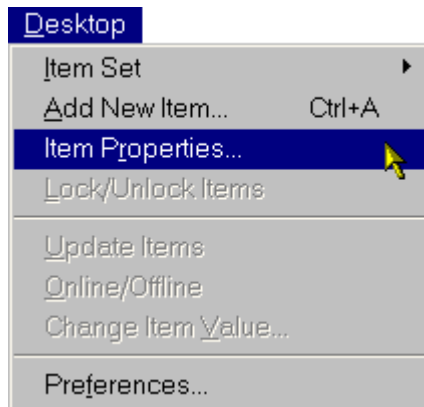 Desktop
Item Set
Add New Item... Ctrl+A
Item Properties...
Lock/Unlock Items
Update Items
Online/Offline
Change Item Value...
Preferences...